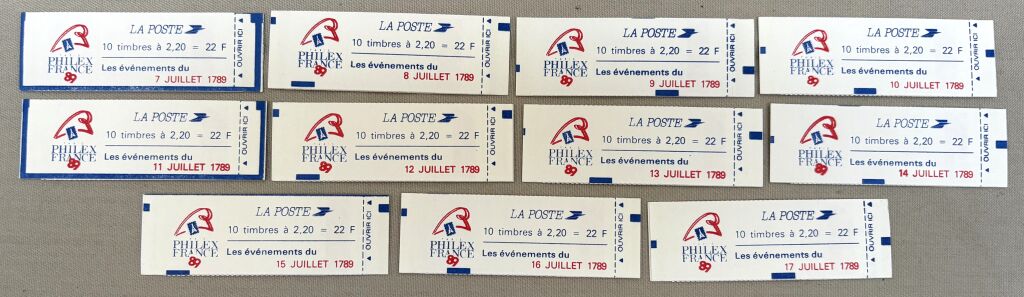 LA POSTE
10 timbres à 2,20 = 22 F
Les événements du
7 JUILLET 1789
PHILEX
FRANCE
89
OUVRIR ICI
LA POSTE
10 timbres à 2,20 = 22 F
Les événements du
8 JUILLET 1789
PHILEX
FRANCE
89
OUVRIR ICI
LA POSTE
10 timbres à 2,20 = 22 F
Les événements du
9 JUILLET 1789
PHILEX
FRANCE
89
OUVRIR ICI
LA POSTE
10 timbres à 2,20 = 22 F
Les événements du
10 JUILLET 1789
PHILEX
FRANCE
89
OUVRIR ICI
LA POSTE
10 timbres à 2,20 = 22 F
Les événements du
11 JUILLET 1789
PHILEX
FRANCE
89
OUVRIR ICI
LA POSTE
10 timbres à 2,20 = 22 F
Les événements du
12 JUILLET 1789
PHILEX
FRANCE
89
OUVRIR ICI
LA POSTE
10 timbres à 2,20 = 22 F
Les événements du
13 JUILLET 1789
PHILEX
FRANCE
89
OUVRIR ICI
LA POSTE
10 timbres à 2,20 = 22 F
Les événements du
14 JUILLET 1789
PHILEX
FRANCE
89
OUVRIR ICI
LA POSTE
10 timbres à 2,20 = 22 F
Les événements du
15 JUILLET 1789
PHILEX
FRANCE
89
OUVRIR ICI
LA POSTE
10 timbres à 2,20 = 22 F
Les événements du
16 JUILLET 1789
PHILEX
FRANCE
89
OUVRIR ICI
LA POSTE
10 timbres à 2,20 = 22 F
Les événements du
17 JUILLET 1789
PHILEX
FRANCE
89
OUVRIR ICI